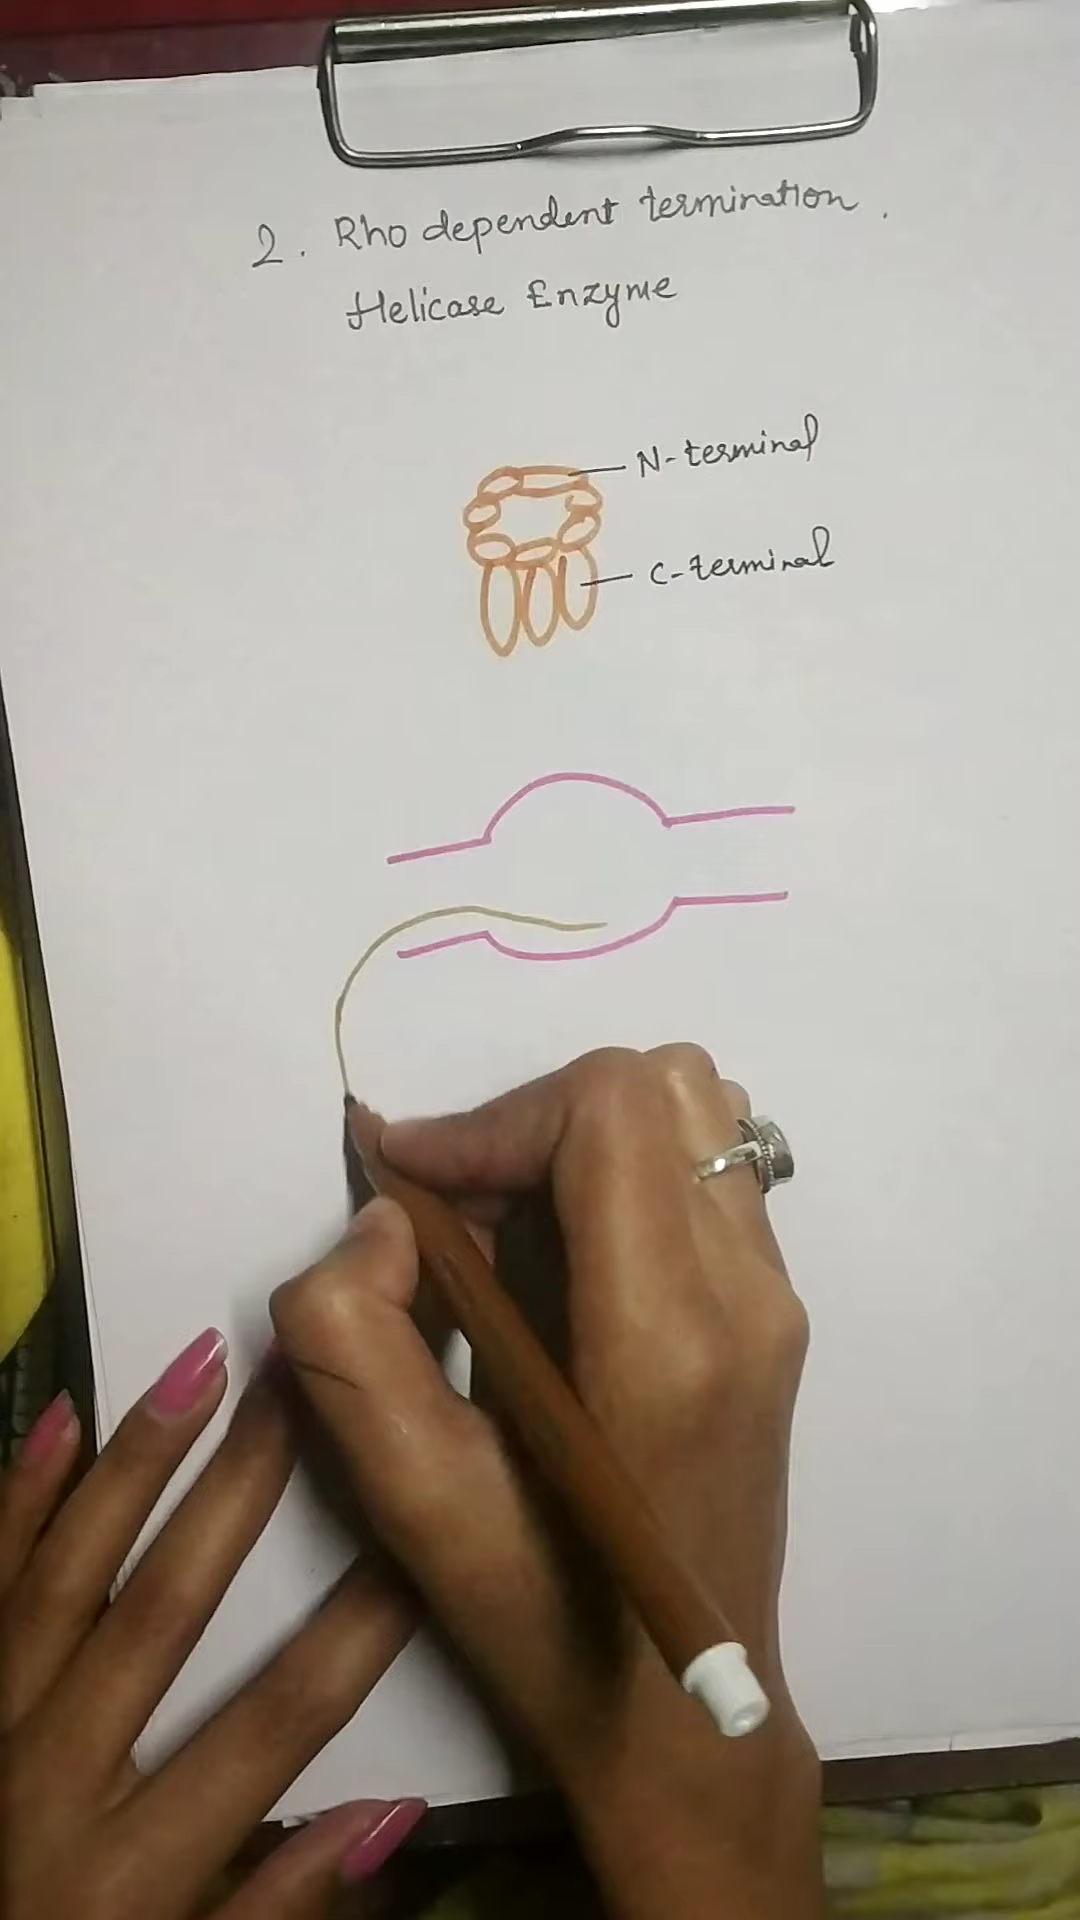 2. Rho dependent termination.
Helicase Enzyme
N-terminal
C-terminal